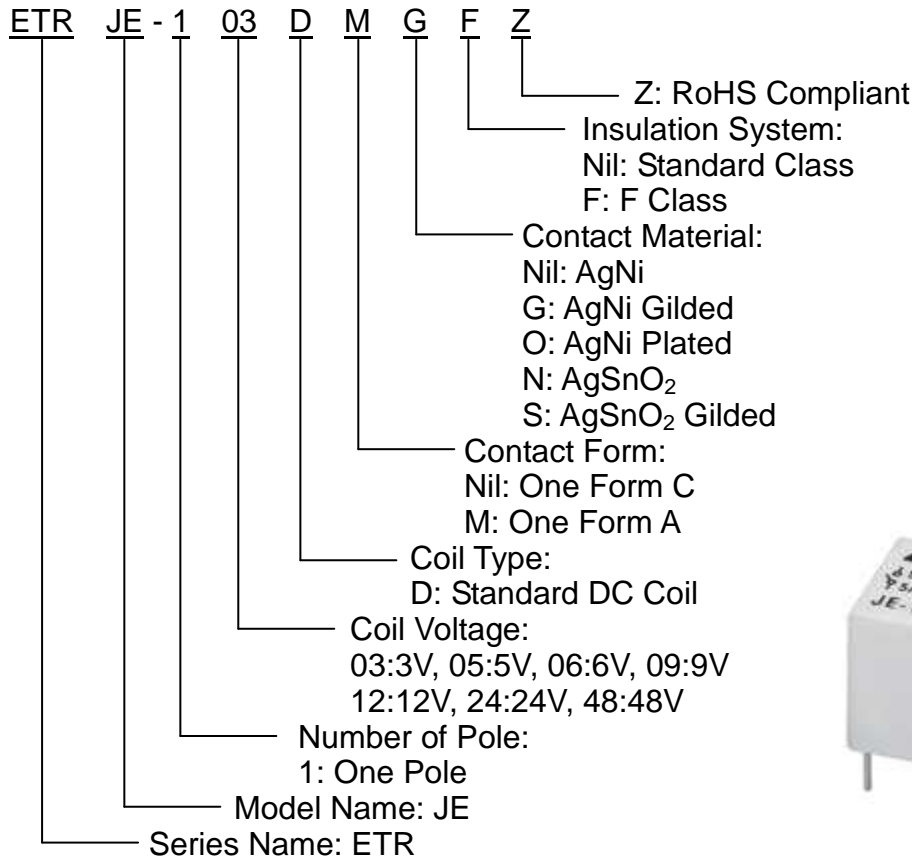 ETR JE - 1 03 D M G F Z
Z: RoHS Compliant
Insulation System:
Nil: Standard Class
F: F Class
Contact Material:
Nil: AgNi
G: AgNi Gilded
O: AgNi Plated
N: AgSnO₂
S: AgSnO₂ Gilded
Contact Form:
Nil: One Form C
M: One Form A
Coil Type:
D: Standard DC Coil
Coil Voltage:
03:3V, 05:5V, 06:6V, 09:9V
12:12V, 24:24V, 48:48V
Number of Pole:
1: One Pole
Model Name: JE
Series Name: ETR